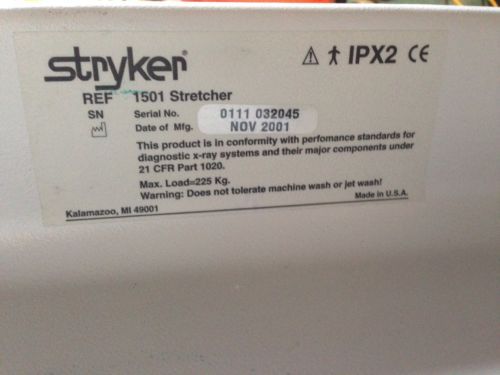 stryker® IPX2 CE
REF 1501 Stretcher
SN Serial No. 0111 032045
Date of Mfg. NOV 2001
This product is in conformity with perfomance standards for
diagnostic x-ray systems and their major components under
21 CFR Part 1020.
Max. Load=225 Kg.
Warning: Does not tolerate machine wash or jet wash!
Kalamazoo, MI 49001 Made in U.S.A.